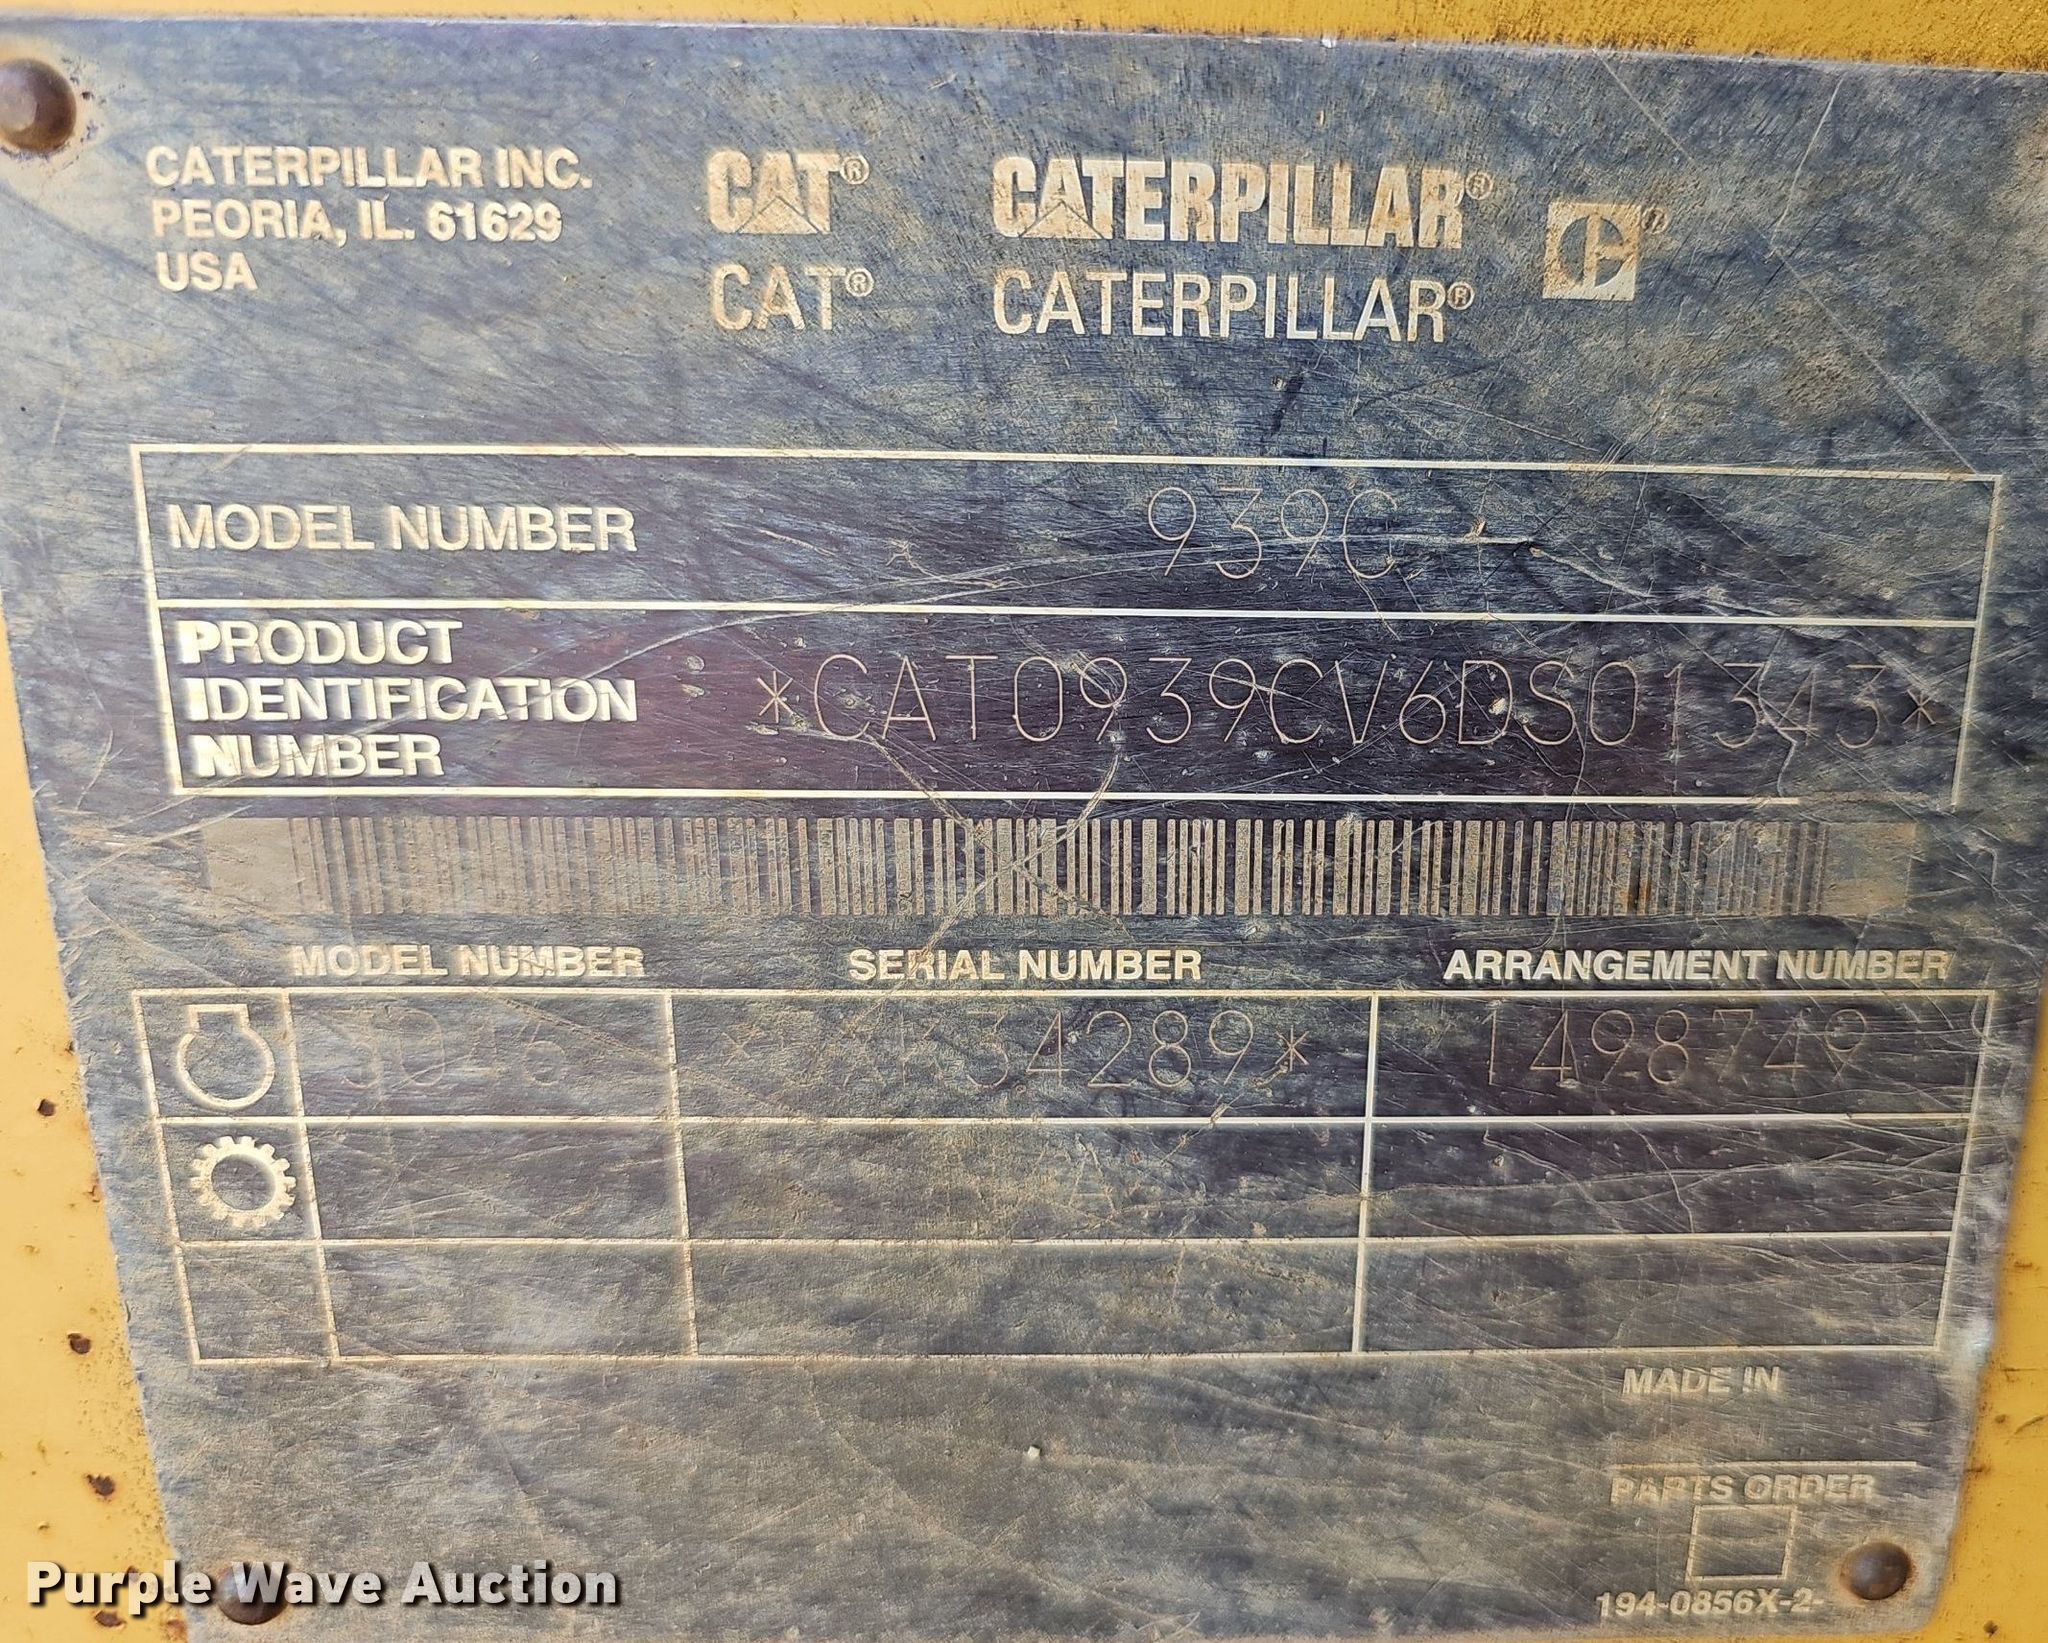 CATERPILLAR INC.
PEORIA, IL. 61629
USA
CAT® CATERPILLAR®
CAT® CATERPILLAR®
MODEL NUMBER 939C
PRODUCT
IDENTIFICATION
NUMBER
*CAT0939CV6DS01343*
MODEL NUMBER SERIAL NUMBER ARRANGEMENT NUMBER
1498749
MADE IN
PARTS ORDER
194-0856X-2-
Purple Wave Auction